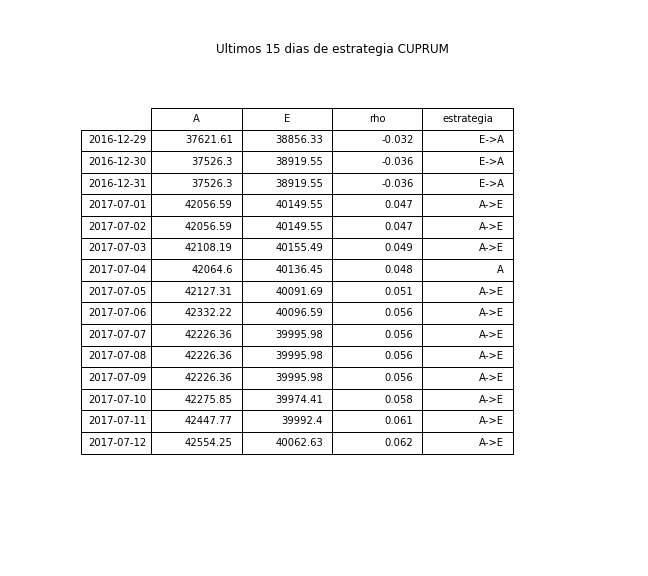 Ultimos 15 dias de estrategia CUPRUM
A E rho estrategia
2016-12-29 37621.61 38856.33 -0.032 E->A
2016-12-30 37526.3 38919.55 -0.036 E->A
2016-12-31 37526.3 38919.55 -0.036 E->A
2017-07-01 42056.59 40149.55 0.047 A->E
2017-07-02 42056.59 40149.55 0.047 A->E
2017-07-03 42108.19 40155.49 0.049 A->E
2017-07-04 42064.6 40136.45 0.048 A
2017-07-05 42127.31 40091.69 0.051 A->E
2017-07-06 42332.22 40096.59 0.056 A->E
2017-07-07 42226.36 39995.98 0.056 A->E
2017-07-08 42226.36 39995.98 0.056 A->E
2017-07-09 42226.36 39995.98 0.056 A->E
2017-07-10 42275.85 39974.41 0.058 A->E
2017-07-11 42447.77 39992.4 0.061 A->E
2017-07-12 42554.25 40062.63 0.062 A->E